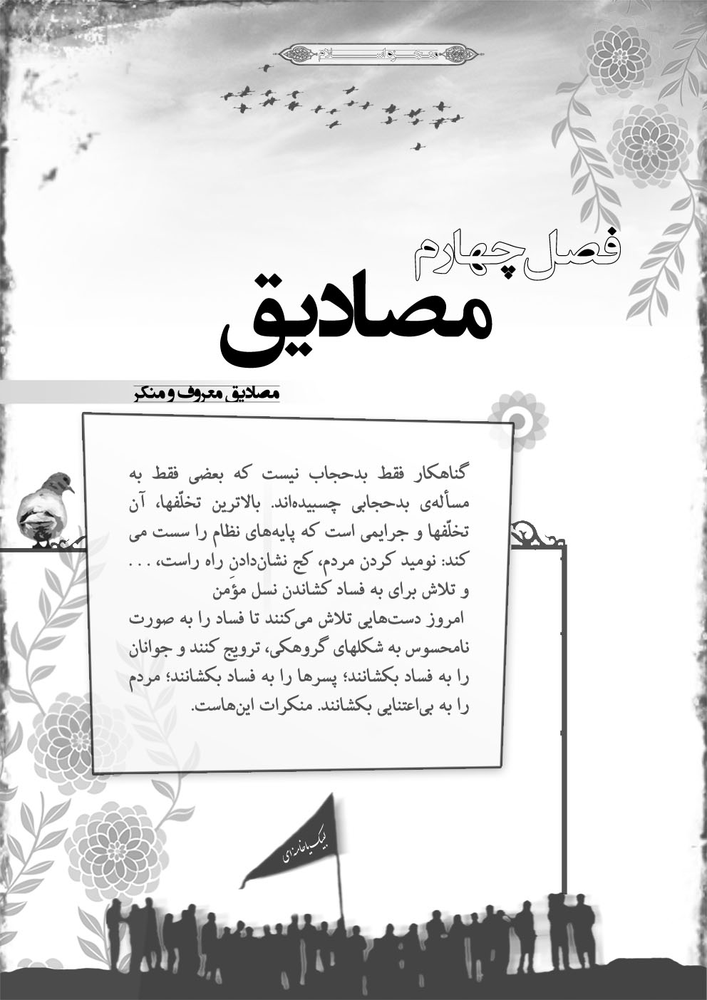 معجزه اسلام
فصل چهارم
مصادیق
مصادیق معروف و منکر
گناهکار فقط بدحجاب نیست که بعضی فقط به
مسأله‌ی بدحجابی چسبیده‌اند. بالاترین تخلّفها، آن
تخلّفها و جرایمی است که پایه‌های نظام را سست می
کند: نومید کردن مردم، کج نشان‌دادنِ راه راست، . . .
و تلاش برای به فساد کشاندن نسل مؤمن
امروز دست‌هایی تلاش می‌کنند تا فساد را به صورت
نامحسوس به شکلهای گروهکی، ترویج کنند و جوانان
را به فساد بکشانند؛ پسرها را به فساد بکشانند؛ مردم
را به بی‌اعتنایی بکشانند. منکرات این‌هاست.
لبیک یا خامنه‌ای